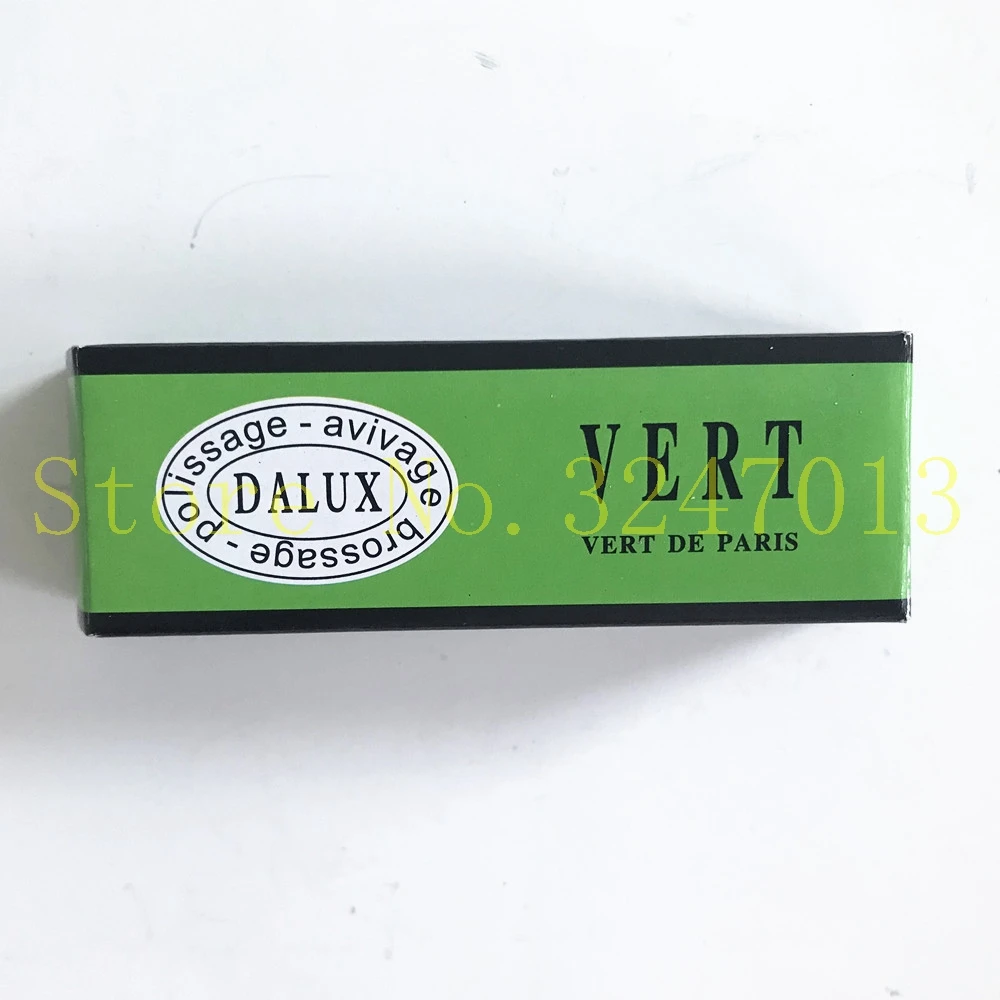 polissage - avivage
DALUX
brossage -
VERT
VERT DE PARIS
Store No. 3247013